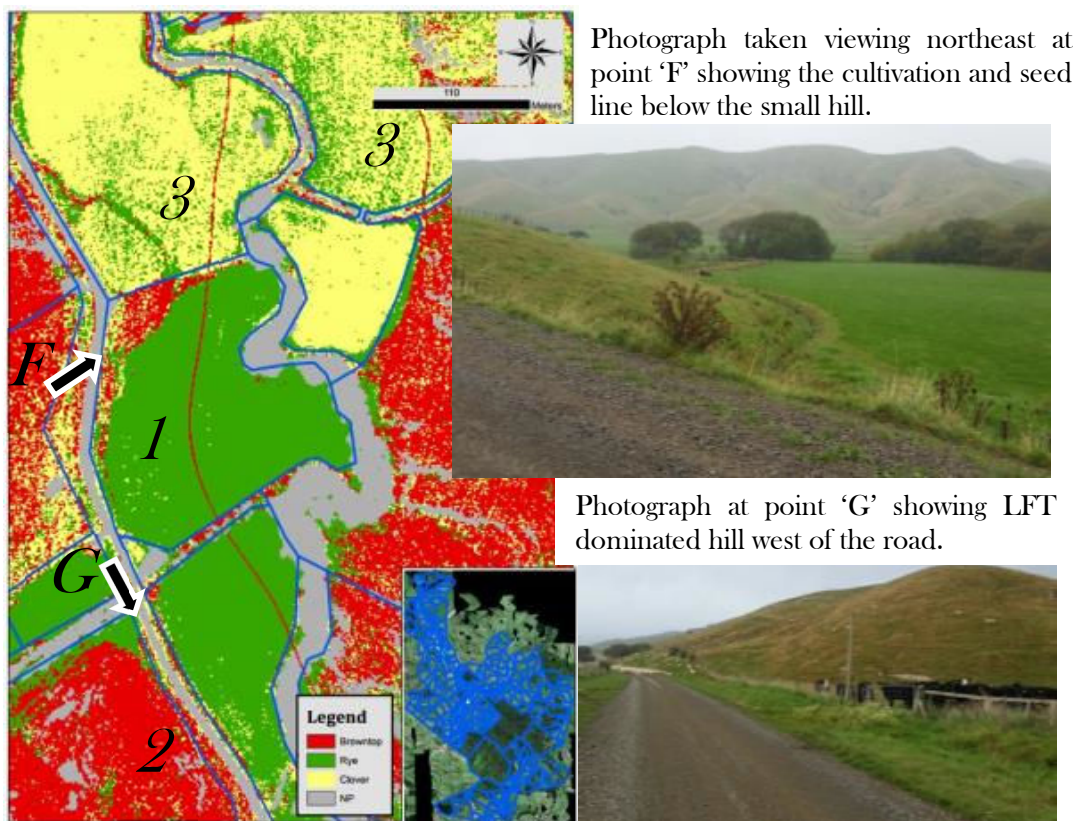 Photograph taken viewing northeast at
point ‘F’ showing the cultivation and seed
line below the small hill.
110
Meters
3
3
F
1
Photograph at point ‘G’ showing LFT
dominated hill west of the road.
G
2
Legend
Browntop
Rye
Clover
NP